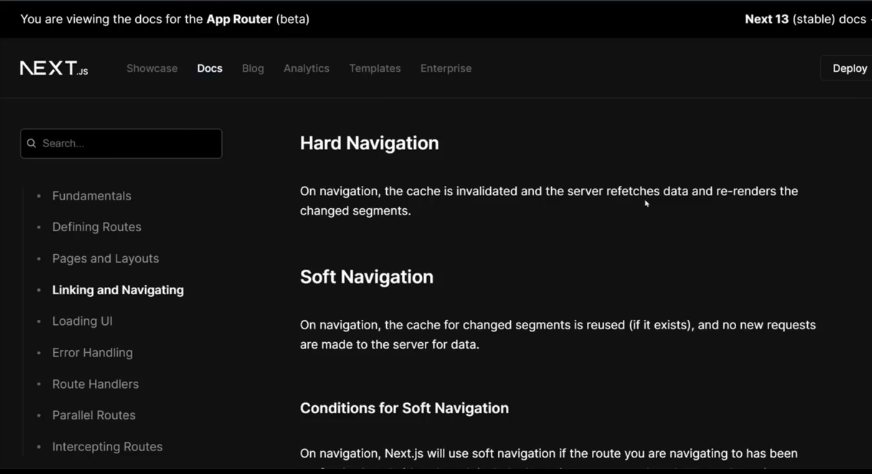 You are viewing the docs for the App Router (beta)
Next 13 (stable) docs
NEXT.JS
Showcase
Docs
Blog
Analytics
Templates
Enterprise
Deploy
Search...
Fundamentals
Defining Routes
Pages and Layouts
Linking and Navigating
Loading UI
Error Handling
Route Handlers
Parallel Routes
Intercepting Routes
Hard Navigation
On navigation, the cache is invalidated and the server refetches data and re-renders the
changed segments.
Soft Navigation
On navigation, the cache for changed segments is reused (if it exists), and no new requests
are made to the server for data.
Conditions for Soft Navigation
On navigation, Next.js will use soft navigation if the route you are navigating to has been